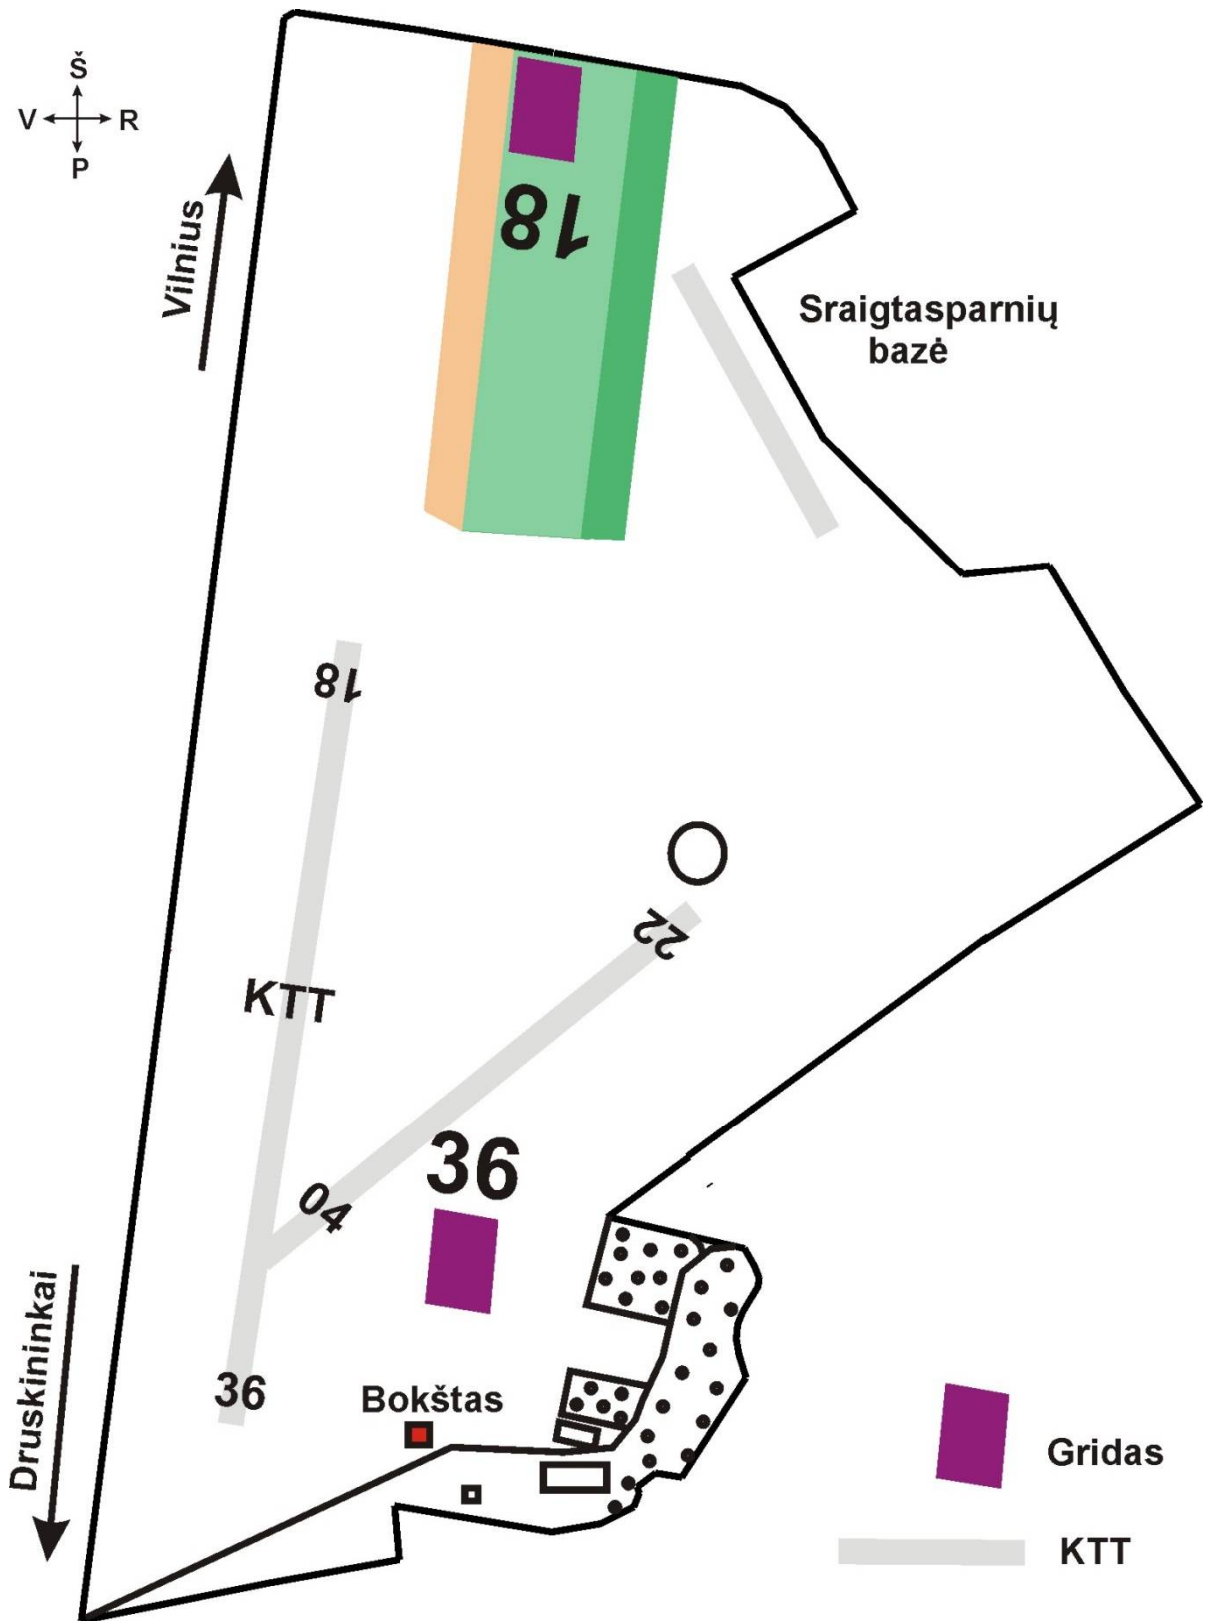 Š
V R
P
Vilnius
18
Sraigtasparnių
bazė
18
22
KTT
36
04
Druskininkai
36
Bokštas
Gridas
KTT